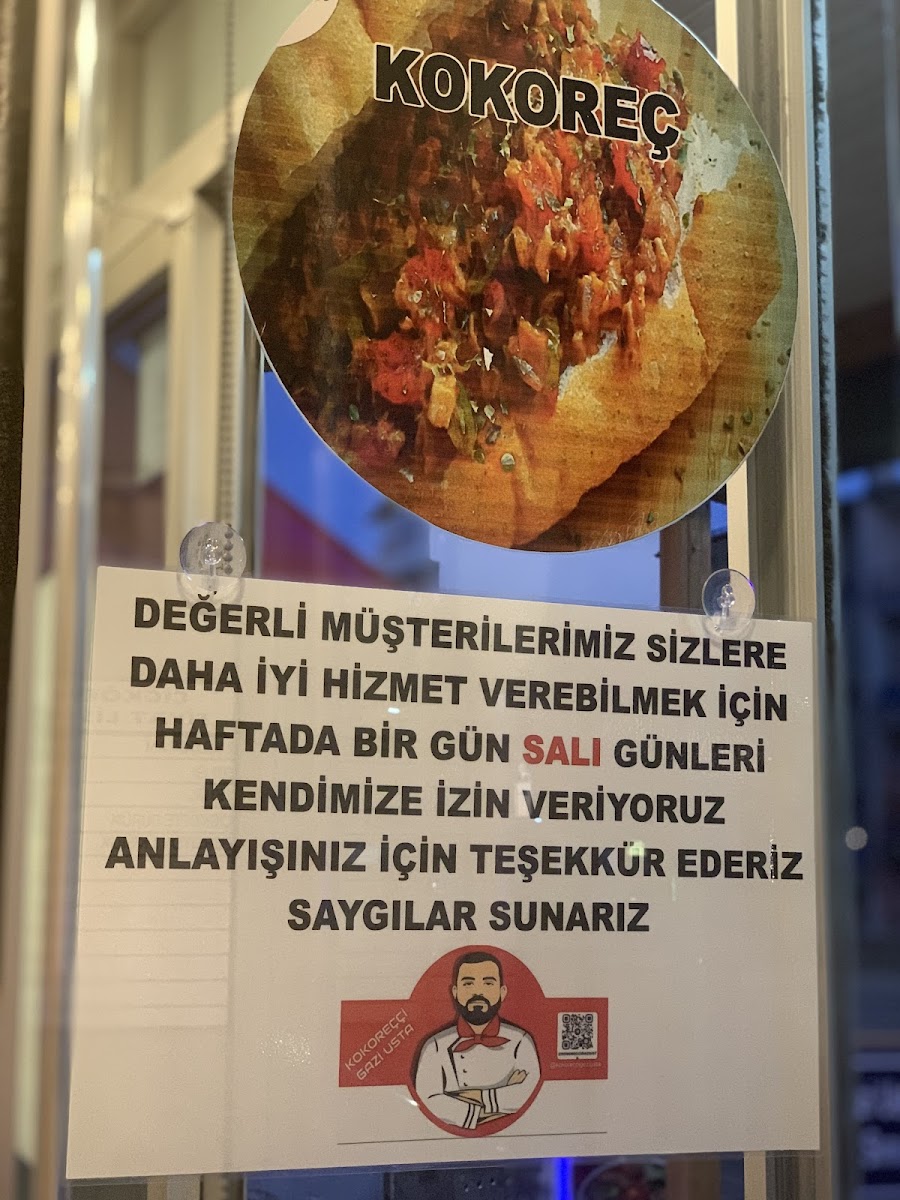 KOKOREÇ
DEĞERLİ MÜŞTERİLERİMİZ SİZLERE
DAHA İYİ HİZMET VEREBİLMEK İÇİN
HAFTADA BİR GÜN SALI GÜNLERİ
KENDİMİZE İZİN VERİYORUZ
ANLAYIŞINIZ İÇİN TEŞEKKÜR EDERİZ
SAYGILAR SUNARIZ
KOKOREÇÇİ
GAZI USTA